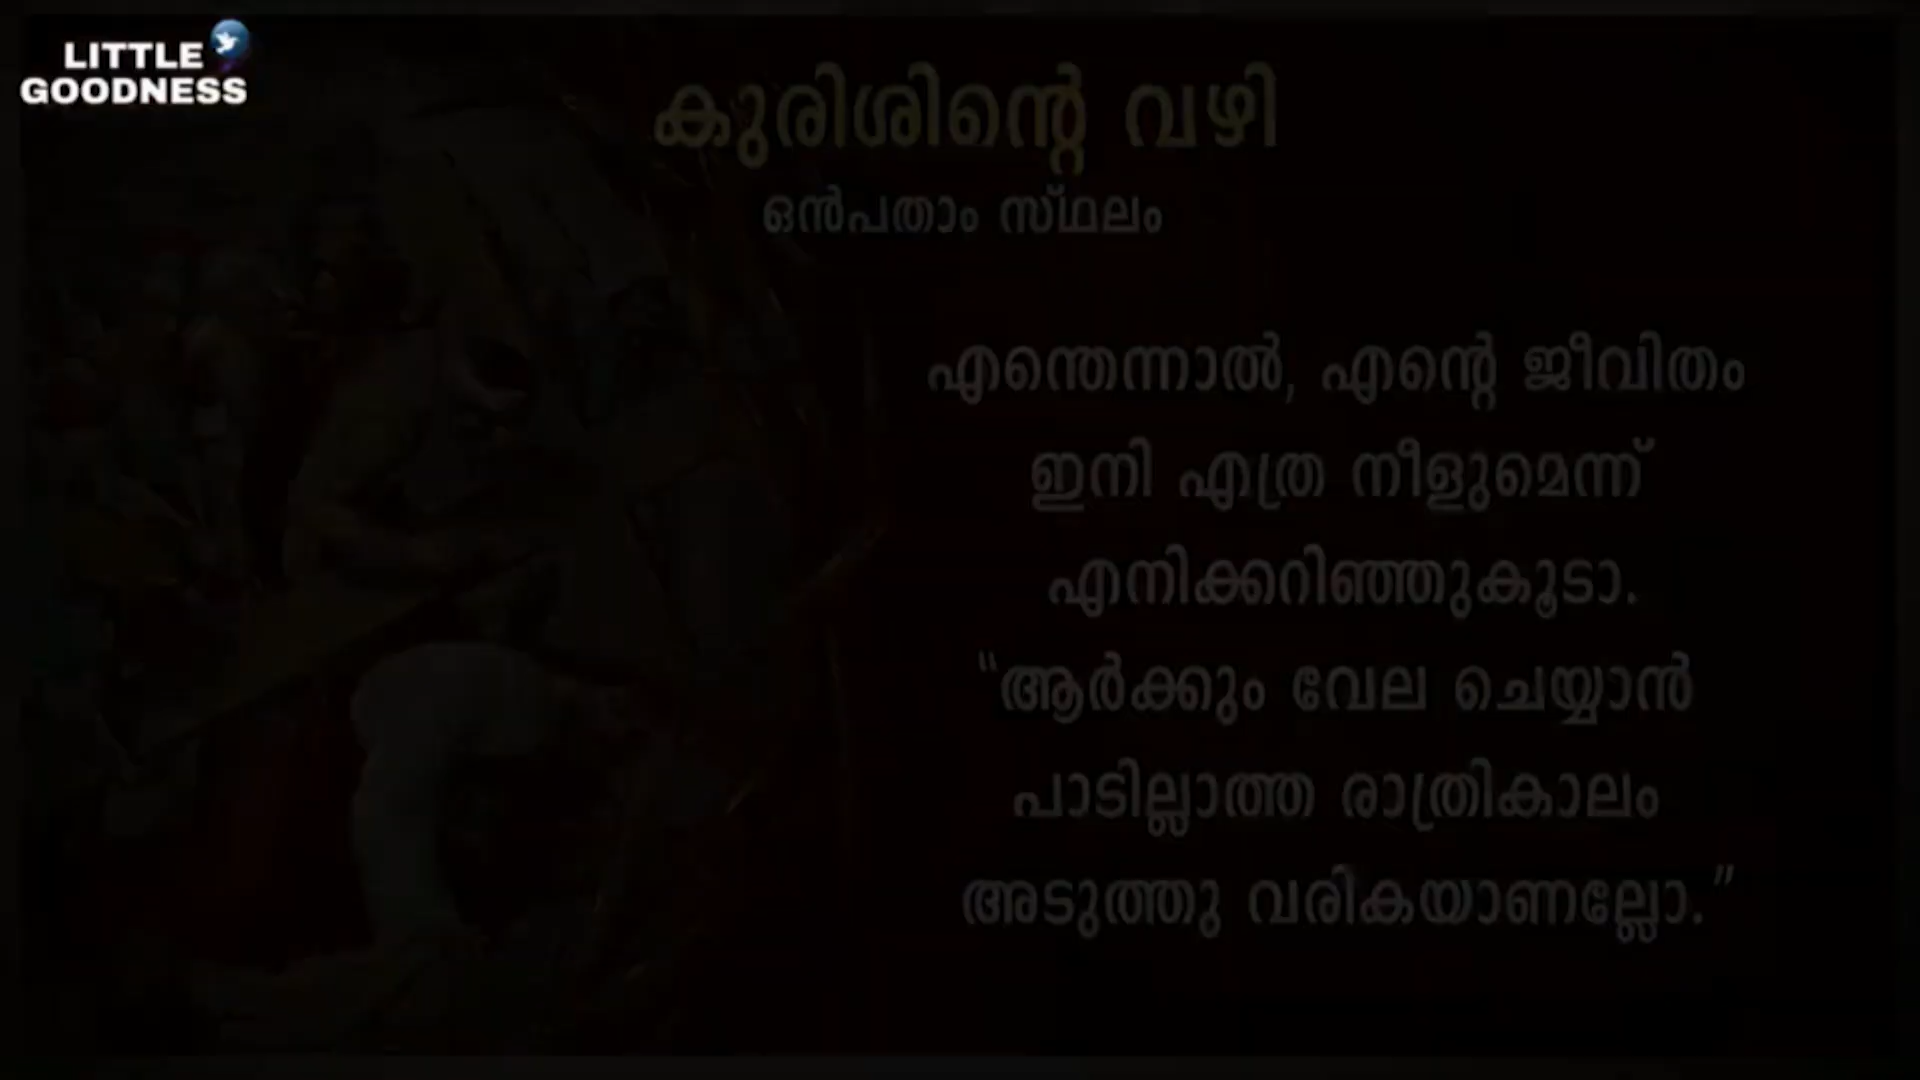 LITTLE
GOODNESS
കുരിശിന്റെ വഴി
ഒൻപതാം സ്ഥലം
എന്തെന്നാൽ, എന്റെ ജീവിതം
ഇനി എത്ര നീളുമെന്ന്
എനിക്കറിഞ്ഞുകൂടാ.
“ആർക്കും വേല ചെയ്യാൻ
പാടില്ലാത്ത രാത്രികാലം
അടുത്തു വരികയാണല്ലോ.”